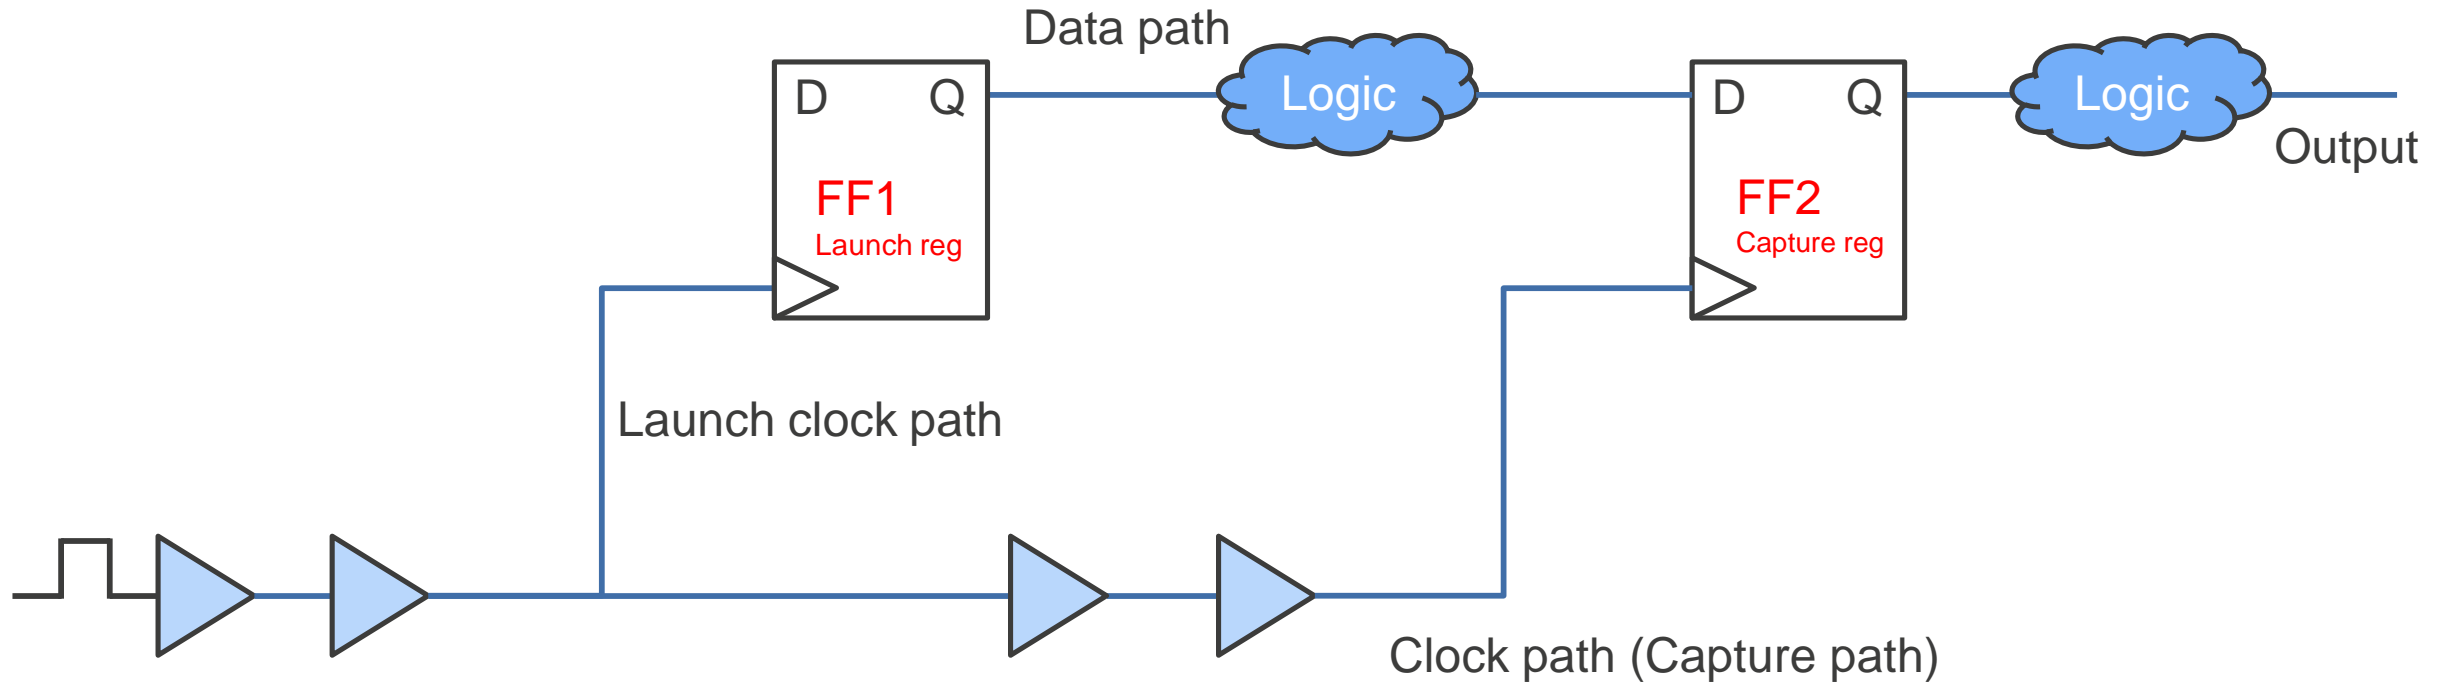 Data path
D Q
Logic
D Q
Logic
Output
FF1
Launch reg
FF2
Capture reg
Launch clock path
Clock path (Capture path)